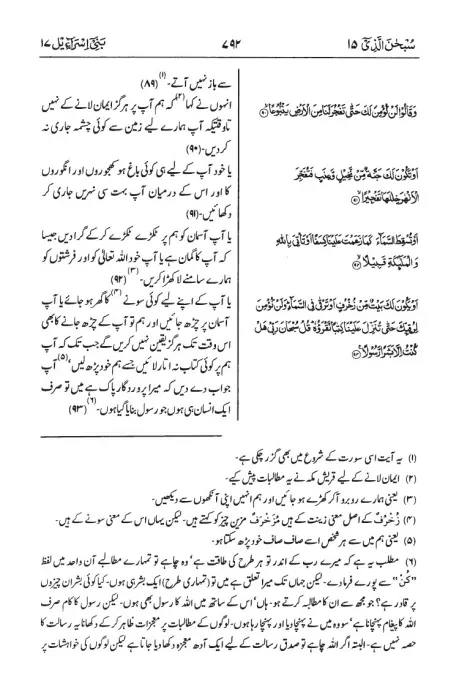 سُبْحٰنَ الَّذِیْٓ ۱۵
۷۹۲
بَنِیْٓ اِسْرَآءِیْل ۱۷
وَقَالُوْا لَنْ نُّؤْمِنَ لَكَ حَتّٰى تَفْجُرَ لَنَا مِنَ الْاَرْضِ يَنْۢبُوْعًا
اَوْ تَكُوْنَ لَكَ جَنَّةٌ مِّنْ نَّخِيْلٍ وَّعِنَبٍ فَتُفَجِّرَ
الْاَنْهٰرَ خِلٰلَهَا تَفْجِيْرًا
اَوْ تُسْقِطَ السَّمَآءَ كَمَا زَعَمْتَ عَلَيْنَا كِسَفًا اَوْ تَاْتِيَ بِاللّٰهِ
وَالْمَلٰٓئِكَةِ قَبِيْلًا
اَوْ يَكُوْنَ لَكَ بَيْتٌ مِّنْ زُخْرُفٍ اَوْ تَرْقٰى فِي السَّمَآءِ وَلَنْ نُّؤْمِنَ
لِرُقِيِّكَ حَتّٰى تُنَزِّلَ عَلَيْنَا كِتٰبًا نَّقْرَؤُهٗ قُلْ سُبْحَانَ رَبِّيْ هَلْ
كُنْتُ اِلَّا بَشَرًا رَّسُوْلًا
سے باز نہیں آتے۔ (۱) (۸۹)
انہوں نے کہا (۲) کہ ہم آپ پر ہرگز ایمان لانے کے نہیں
تاوقتیکہ آپ ہمارے لیے زمین سے کوئی چشمہ جاری نہ
کر دیں۔ (۹۰)
یا خود آپ کے لیے ہی کوئی باغ ہو کھجوروں اور انگوروں
کا اور اس کے درمیان آپ بہت سی نہریں جاری کر
دکھائیں۔ (۹۱)
یا آپ آسمان کو ہم پر ٹکڑے ٹکڑے کر کے گرا دیں جیسا
کہ آپ کا گمان ہے یا آپ خود اللہ تعالیٰ کو اور فرشتوں کو
ہمارے سامنے لا کھڑا کریں۔ (۳) (۹۲)
یا آپ کے اپنے لیے کوئی سونے (۴) کا گھر ہو جائے یا آپ
آسمان پر چڑھ جائیں اور ہم تو آپ کے چڑھ جانے کا بھی
اس وقت تک ہرگز یقین نہیں کریں گے جب تک کہ آپ
ہم پر کوئی کتاب نہ اتار لائیں جسے ہم خود پڑھ لیں، (۵) آپ
جواب دے دیں کہ میرا پروردگار پاک ہے میں تو صرف
ایک انسان ہی ہوں جو رسول بنایا گیا ہوں۔ (۶) (۹۳)
(۱) یہ آیت اسی سورت کے شروع میں بھی گزر چکی ہے۔
(۲) ایمان لانے کے لیے قریش مکہ نے یہ مطالبات پیش کیے۔
(۳) یعنی ہمارے روبرو آکر کھڑے ہو جائیں اور ہم انہیں اپنی آنکھوں سے دیکھیں۔
(۴) زُخْرُفٌ کے اصل معنی زینت کے ہیں مُزَخْرَفٌ مزین چیز کو کہتے ہیں۔ لیکن یہاں اس کے معنی سونے کے ہیں۔
(۵) یعنی ہم میں سے ہر شخص اسے صاف صاف خود پڑھ سکتا ہو۔
(۶) مطلب یہ ہے کہ میرے رب کے اندر تو ہر طرح کی طاقت ہے، وہ چاہے تو تمہارے مطالبے آن واحد میں لفظ
"کُنْ" سے پورے فرما دے۔ لیکن جہاں تک میرا تعلق ہے میں تو (تمہاری طرح) ایک بشر ہی ہوں۔ کیا کوئی بشر ان چیزوں
پر قادر ہے؟ جو مجھ سے ان کا مطالبہ کرتے ہو۔ ہاں، اس کے ساتھ میں اللہ کا رسول بھی ہوں۔ لیکن رسول کا کام صرف
اللہ کا پیغام پہنچانا ہے، سو وہ میں نے پہنچا دیا اور پہنچا رہا ہوں۔ لوگوں کے مطالبات پر معجزات ظاہر کر کے دکھانا یہ رسالت کا
حصہ نہیں ہے۔ البتہ اگر اللہ چاہے تو صدق رسالت کے لیے ایک آدھ معجزہ دکھا دیا جاتا ہے لیکن لوگوں کی خواہشات پر